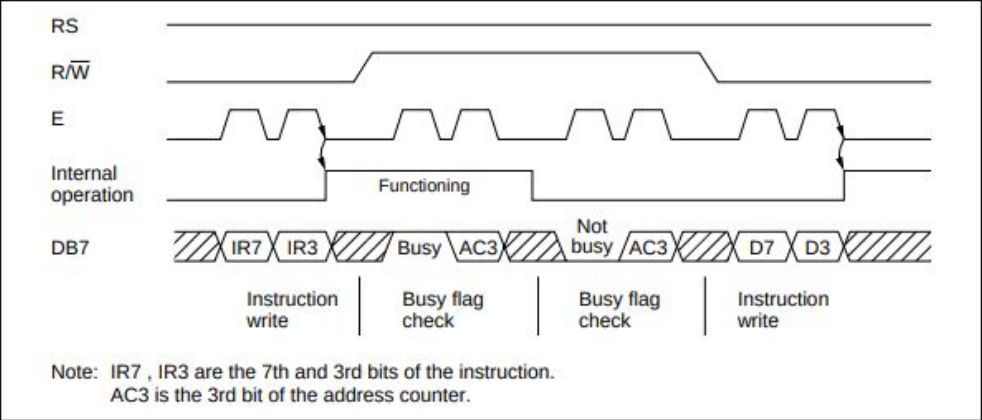 RS
R/W̅
E
Internal
operation
Functioning
DB7
IR7 IR3 Busy AC3 Not
busy AC3 D7 D3
Instruction
write
Busy flag
check
Busy flag
check
Instruction
write
Note: IR7 , IR3 are the 7th and 3rd bits of the instruction.
AC3 is the 3rd bit of the address counter.